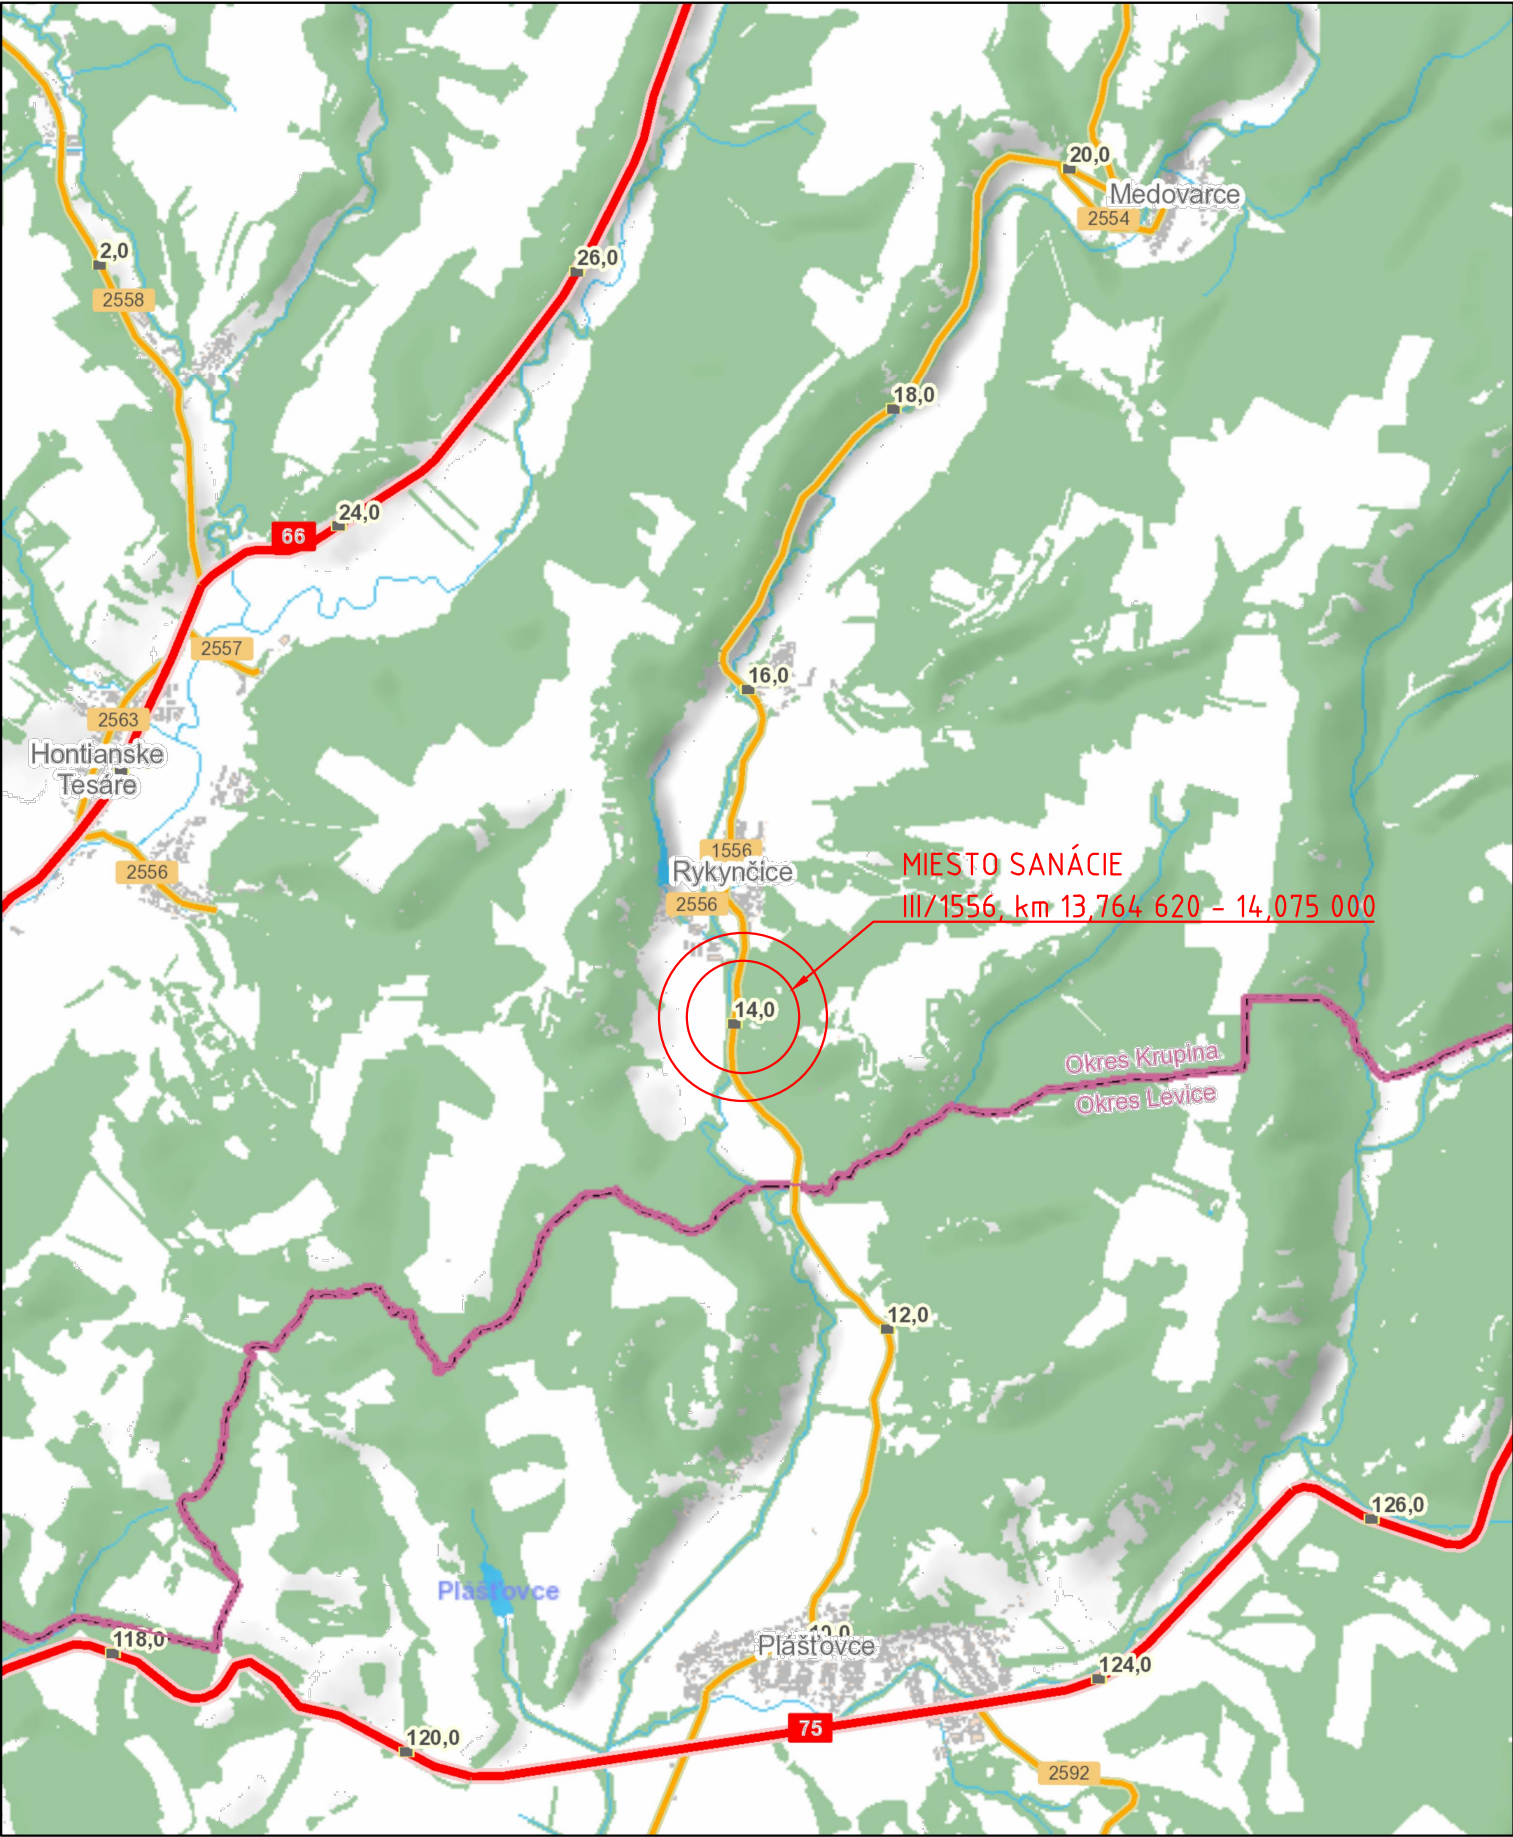 20,0
Medovarce
2554
2,0
26,0
2558
18,0
24,0
66
2557
16,0
2563
Hontianske
Tesáre
1556
MIESTO SANÁCIE
Rykynčice
2556
2556
III/1556, km 13,764 620 - 14,075 000
14,0
Okres Krupina
Okres Levice
12,0
126,0
Plášťovce
118,0
Plášťovce
124,0
75
120,0
2592